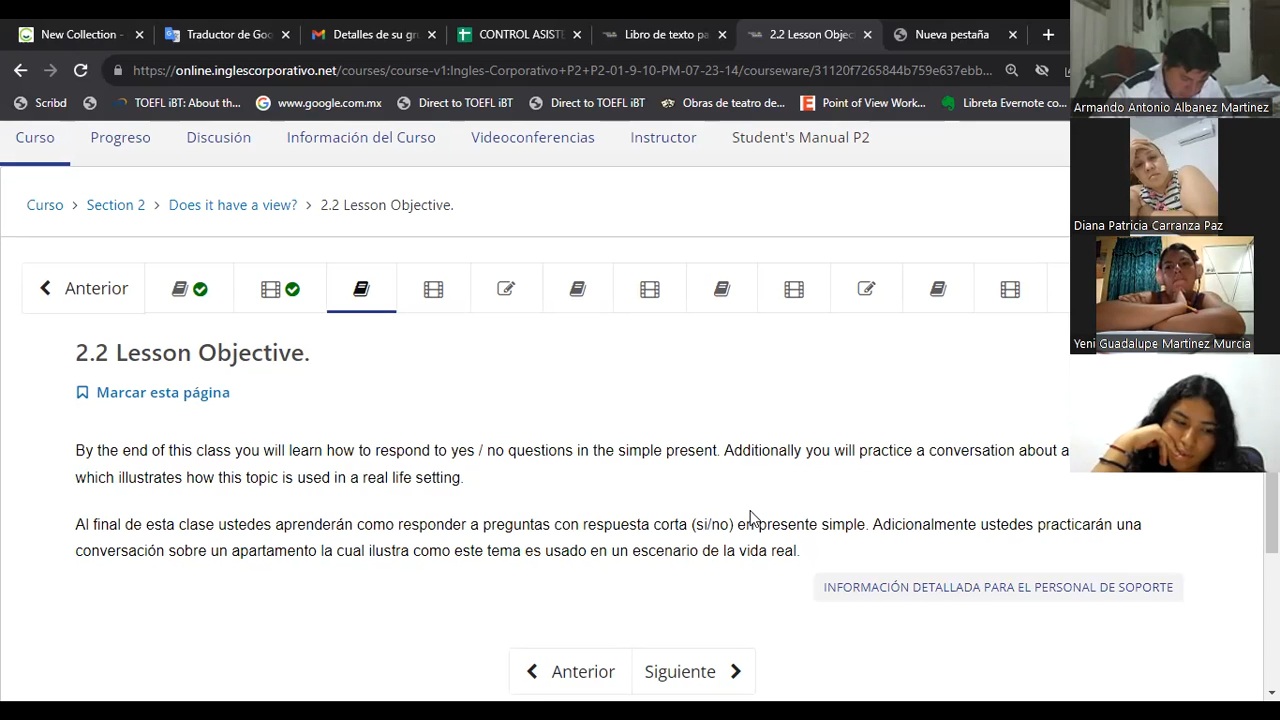 New Collection -
Traductor de Goo
Detalles de su gru
CONTROL ASISTE
Libro de texto pa
2.2 Lesson Objec
Nueva pestaña
https://online.inglescorporativo.net/courses/course-v1:Ingles-Corporativo+P2+P2-01-9-10-PM-07-23-14/courseware/31120f7265844b759e637ebb...
Scribd
TOEFL iBT: About th...
www.google.com.mx
Direct to TOEFL iBT
Direct to TOEFL iBT
Obras de teatro de...
Point of View Work...
Libreta Evernote co...
Curso
Progreso
Discusión
Información del Curso
Videoconferencias
Instructor
Student's Manual P2
Curso > Section 2 > Does it have a view? > 2.2 Lesson Objective.
Anterior
2.2 Lesson Objective.
Marcar esta página
By the end of this class you will learn how to respond to yes / no questions in the simple present. Additionally you will practice a conversation about a
which illustrates how this topic is used in a real life setting.
Al final de esta clase ustedes aprenderán como responder a preguntas con respuesta corta (si/no) en presente simple. Adicionalmente ustedes practicarán una
conversación sobre un apartamento la cual ilustra como este tema es usado en un escenario de la vida real.
INFORMACIÓN DETALLADA PARA EL PERSONAL DE SOPORTE
Anterior
Siguiente
Armando Antonio Albanez Martinez
Diana Patricia Carranza Paz
Yeni Guadalupe Martinez Murcia